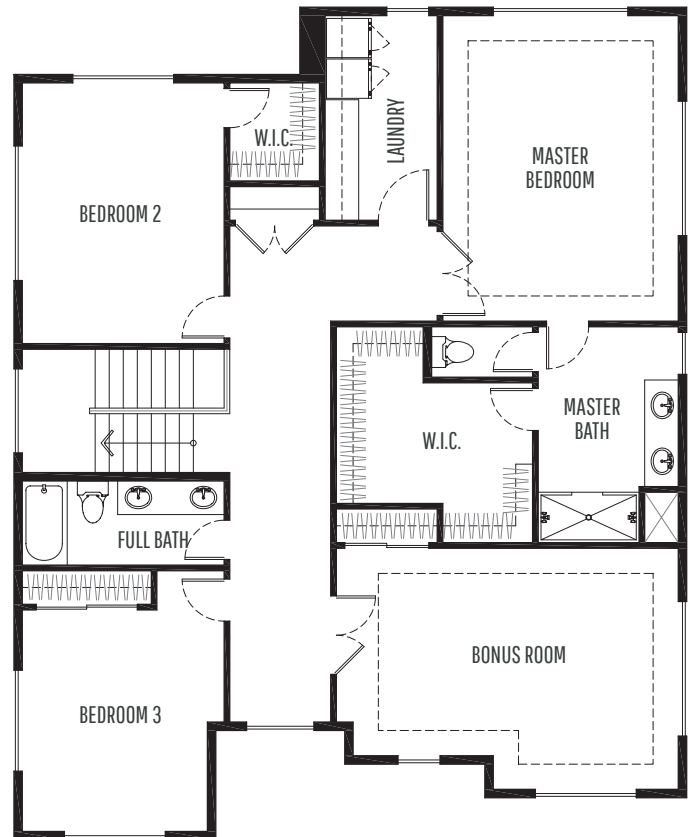 LAUNDRY
W.I.C.
MASTER
BEDROOM
BEDROOM 2
MASTER
BATH
W.I.C.
FULL BATH
BONUS ROOM
BEDROOM 3